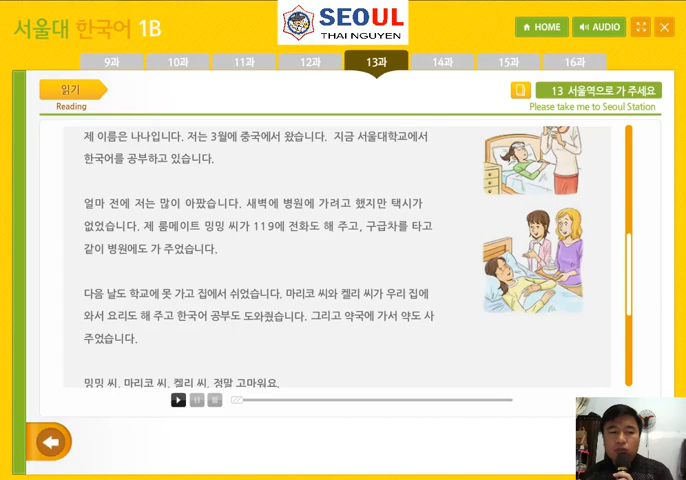 서울대 한국어 1B
SEOUL
THAI NGUYEN
HOME
AUDIO
9과 10과 11과 12과 13과 14과 15과 16과
읽기
Reading
13 서울역으로 가 주세요
Please take me to Seoul Station
제 이름은 나나입니다. 저는 3월에 중국에서 왔습니다. 지금 서울대학교에서
한국어를 공부하고 있습니다.
얼마 전에 저는 많이 아팠습니다. 새벽에 병원에 가려고 했지만 택시가
없었습니다. 제 룸메이트 밍밍 씨가 119에 전화도 해 주고, 구급차를 타고
같이 병원에도 가 주었습니다.
다음 날도 학교에 못 가고 집에서 쉬었습니다. 마리코 씨와 켈리 씨가 우리 집에
와서 요리도 해 주고 한국어 공부도 도와줬습니다. 그리고 약국에 가서 약도 사
주었습니다.
밍밍 씨, 마리코 씨, 켈리 씨, 정말 고마워요.